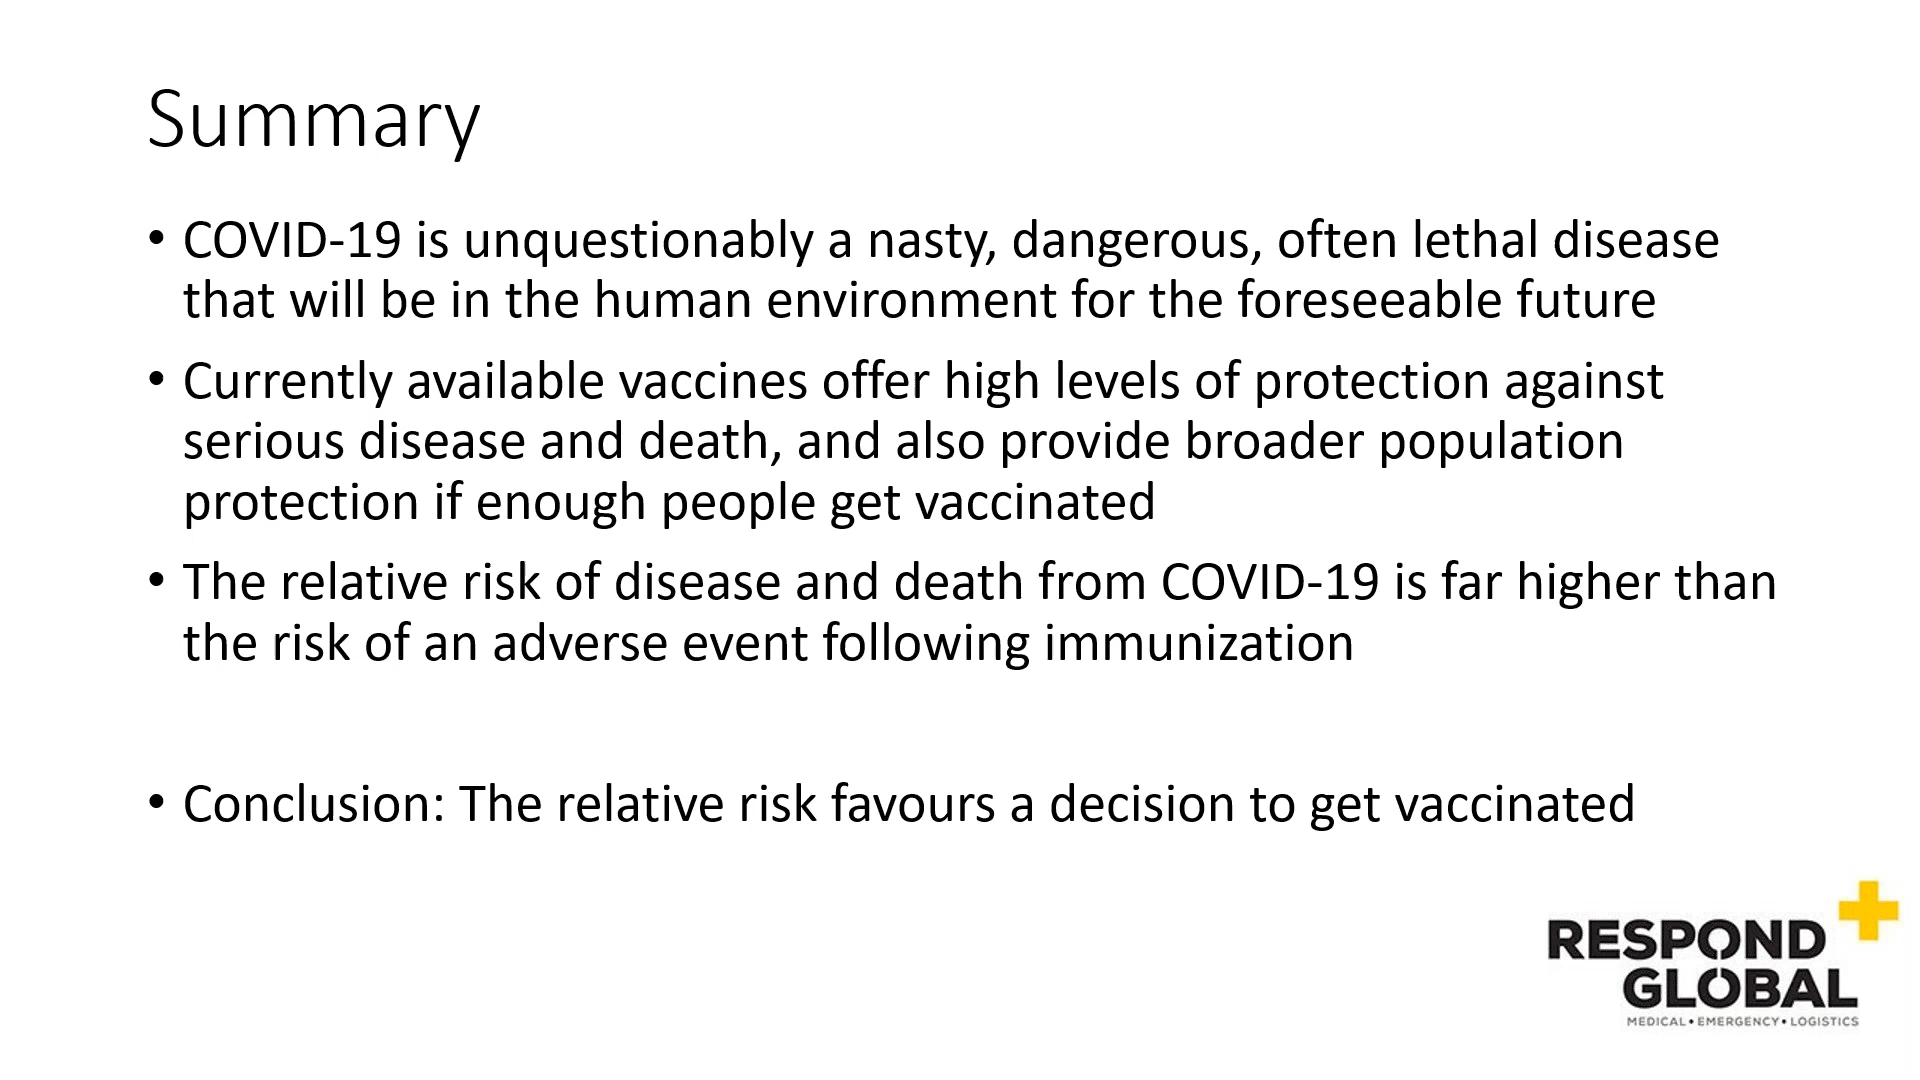 Summary
• COVID-19 is unquestionably a nasty, dangerous, often lethal disease
that will be in the human environment for the foreseeable future
• Currently available vaccines offer high levels of protection against
serious disease and death, and also provide broader population
protection if enough people get vaccinated
• The relative risk of disease and death from COVID-19 is far higher than
the risk of an adverse event following immunization
• Conclusion: The relative risk favours a decision to get vaccinated
RESPOND
GLOBAL
MEDICAL • EMERGENCY • LOGISTICS